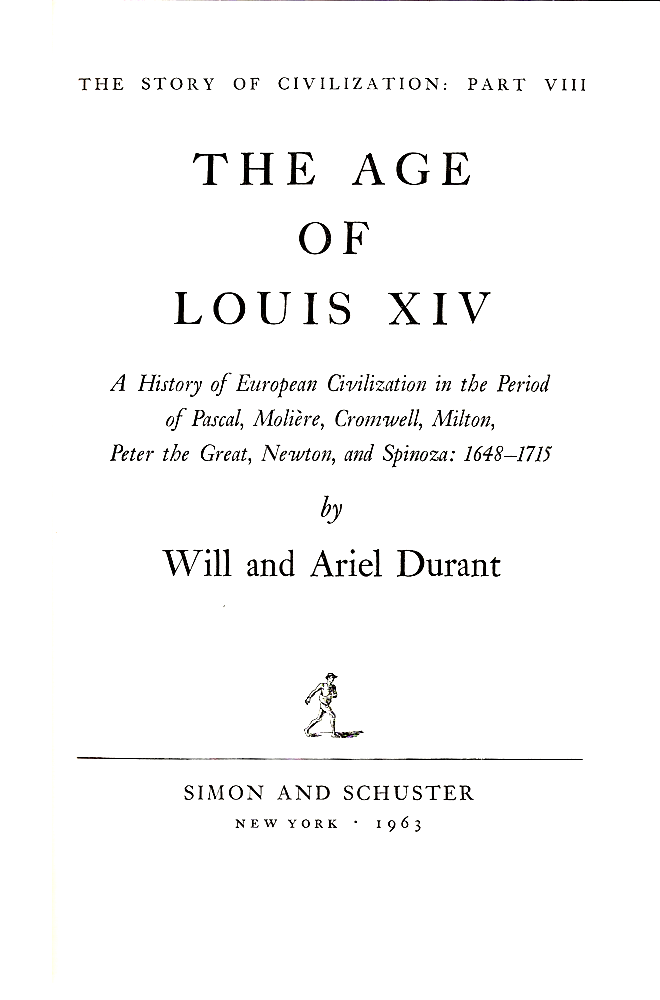 THE STORY OF CIVILIZATION: PART VIII
THE AGE
OF
LOUIS XIV
A History of European Civilization in the Period
of Pascal, Molière, Cromwell, Milton,
Peter the Great, Newton, and Spinoza: 1648–1715
by
Will and Ariel Durant
SIMON AND SCHUSTER
NEW YORK · 1963